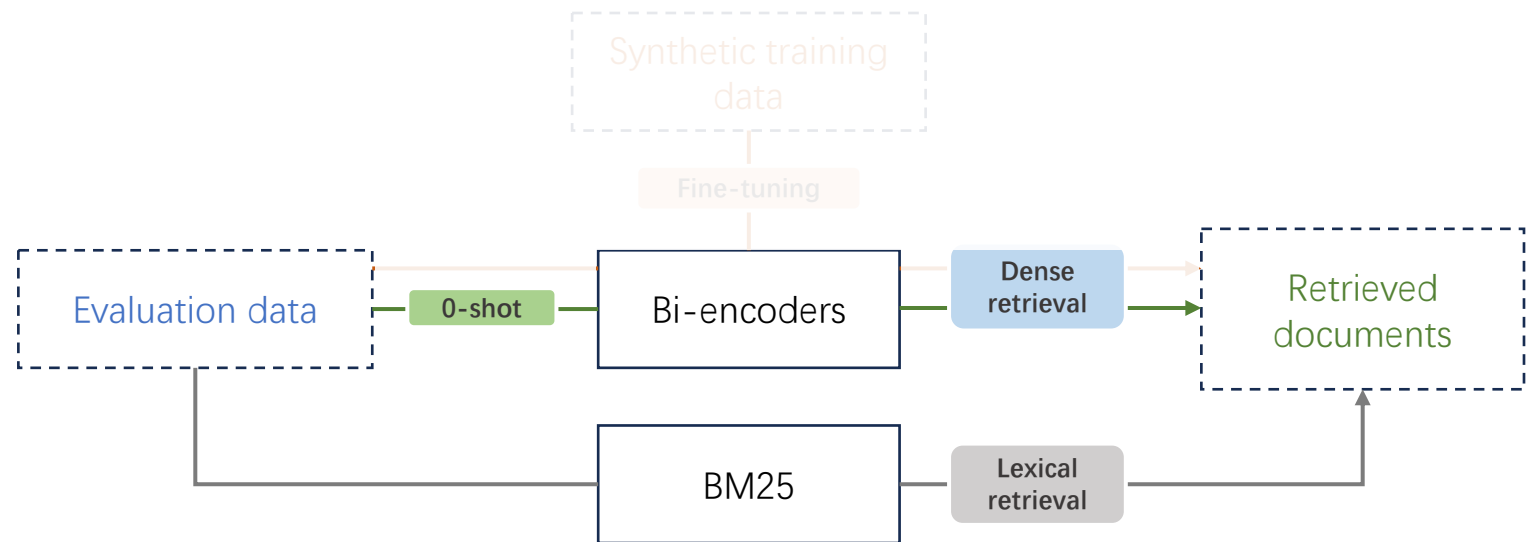 Synthetic training
data
Fine-tuning
Evaluation data
0-shot
Bi-encoders
Dense
retrieval
Retrieved
documents
BM25
Lexical
retrieval